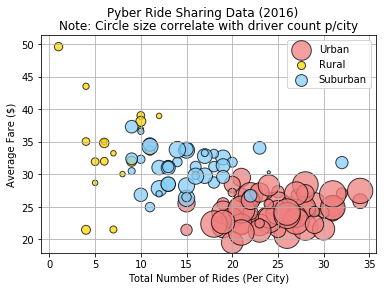 Pyber Ride Sharing Data (2016)
Note: Circle size correlate with driver count p/city
Urban
Rural
Suburban
50
45
40
35
30
25
20
Average Fare ($)
0
5
10
15
20
25
30
35
Total Number of Rides (Per City)